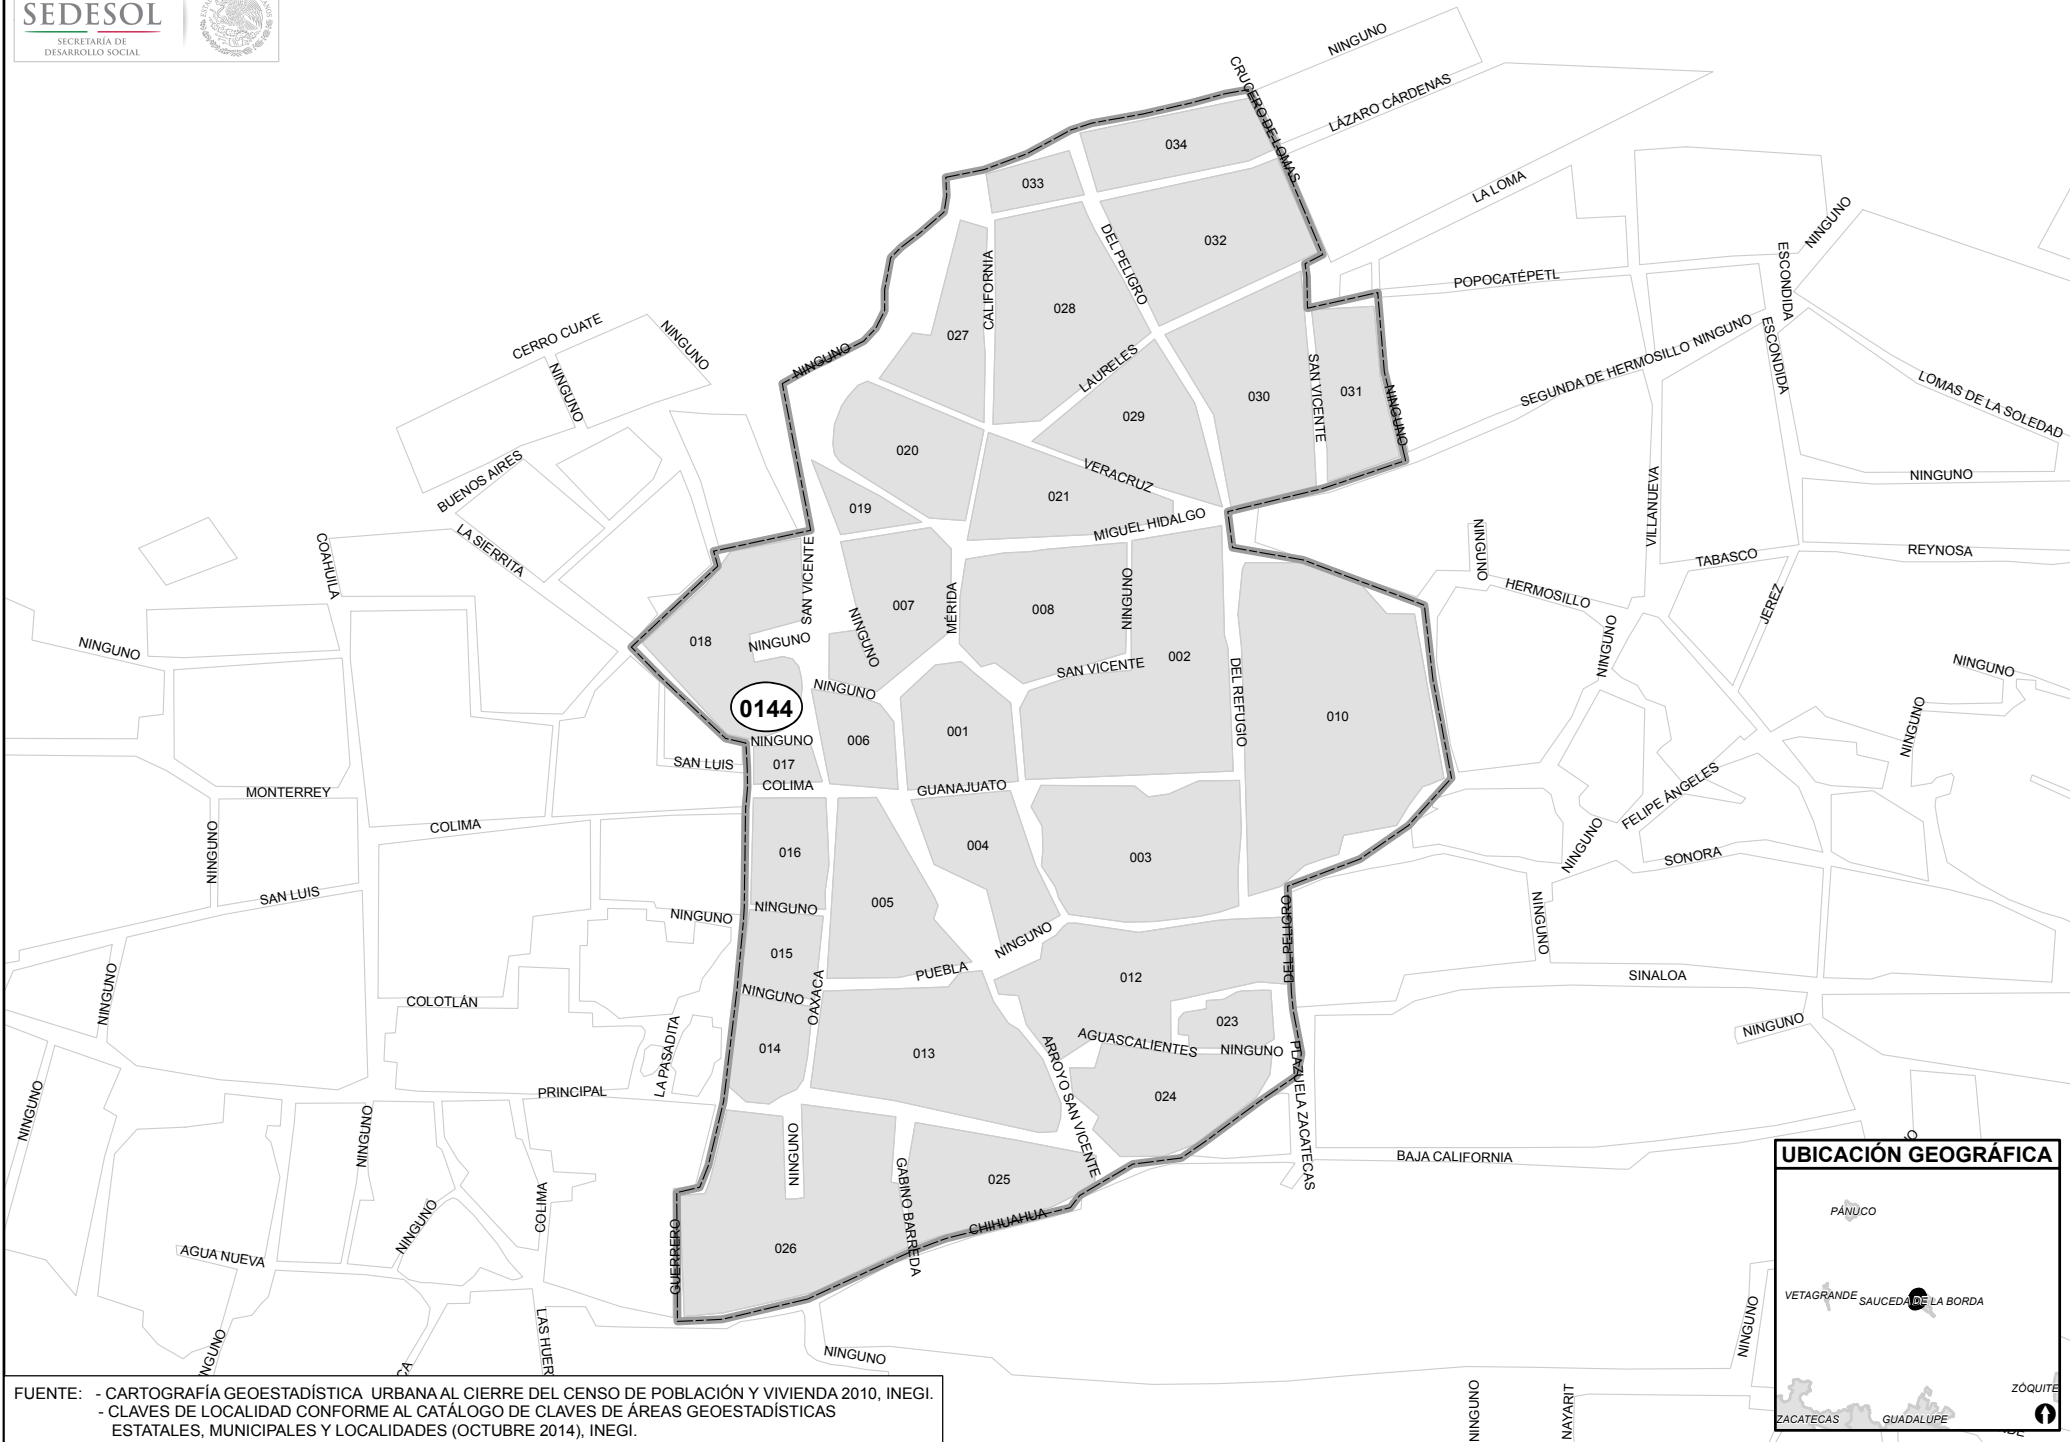 SEDESOL
SECRETARÍA DE
DESARROLLO SOCIAL
NINGUNO
CRUCERO DE LOMAS
LÁZARO CÁRDENAS
034
033
LA LOMA
032
NINGUNO
DEL PELIGRO
ESCONDIDA
CALIFORNIA
POPOCATÉPETL
028
027
CERRO CUATE
NINGUNO
NINGUNO
NINGUNO
LAURELES
SAN VICENTE
030
031
NINGUNO
SEGUNDA DE HERMOSILLO NINGUNO
ESCONDIDA
LOMAS DE LA SOLEDAD
029
020
BUENOS AIRES
VERACRUZ
NINGUNO
021
019
MIGUEL HIDALGO
VILLANUEVA
LA SIERRITA
COAHUILA
NINGUNO
TABASCO
REYNOSA
SAN VICENTE
MÉRIDA
NINGUNO
HERMOSILLO
JEREZ
007
008
018
NINGUNO
NINGUNO
NINGUNO
NINGUNO
SAN VICENTE
002
DEL REFUGIO
NINGUNO
NINGUNO
0144
010
NINGUNO
001
006
NINGUNO
SAN LUIS
017
COLIMA
GUANAJUATO
MONTERREY
FELIPE ÁNGELES
COLIMA
NINGUNO
016
004
003
NINGUNO
SONORA
SAN LUIS
NINGUNO
NINGUNO
005
DEL PELIGRO
NINGUNO
NINGUNO
015
PUEBLA
012
SINALOA
NINGUNO
NINGUNO
OAXACA
COLOTLÁN
023
NINGUNO
LA PASADITA
014
013
AGUASCALIENTES
NINGUNO
ARROYO SAN VICENTE
PLAZUELA ZACATECAS
PRINCIPAL
024
NINGUNO
NINGUNO
NINGUNO
GABINO BARREDA
BAJA CALIFORNIA
025
COLIMA
NINGUNO
CHIHUAHUA
GUERRERO
026
AGUA NUEVA
NINGUNO
LAS HUER
NGUNO
CA
NINGUNO
NINGUNO
NAYARIT
UBICACIÓN GEOGRÁFICA
PÁNUCO
VETAGRANDE
SAUCEDA DE LA BORDA
ZÓQUITE
ZACATECAS
GUADALUPE
FUENTE: - CARTOGRAFÍA GEOESTADÍSTICA URBANA AL CIERRE DEL CENSO DE POBLACIÓN Y VIVIENDA 2010, INEGI.
- CLAVES DE LOCALIDAD CONFORME AL CATÁLOGO DE CLAVES DE ÁREAS GEOESTADÍSTICAS
ESTATALES, MUNICIPALES Y LOCALIDADES (OCTUBRE 2014), INEGI.